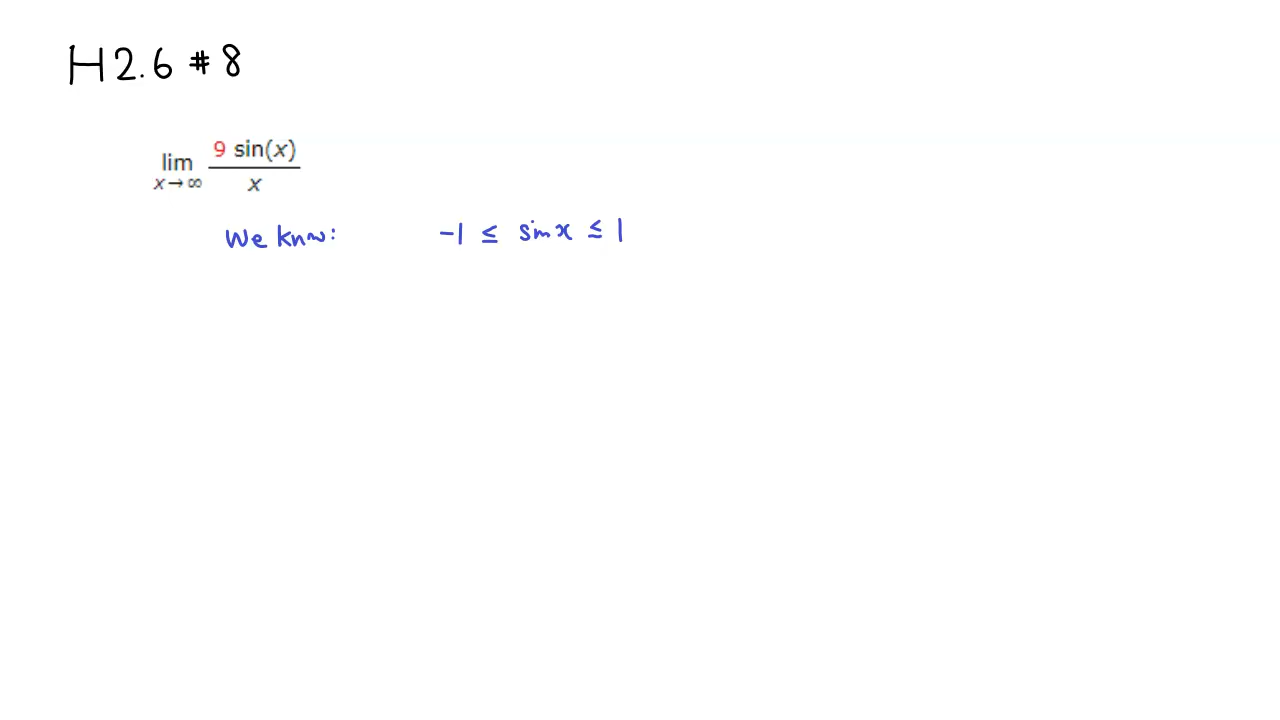 H2.6 #8
lim x→∞ 9 sin(x) / x
We know: -1 ≤ sin x ≤ 1